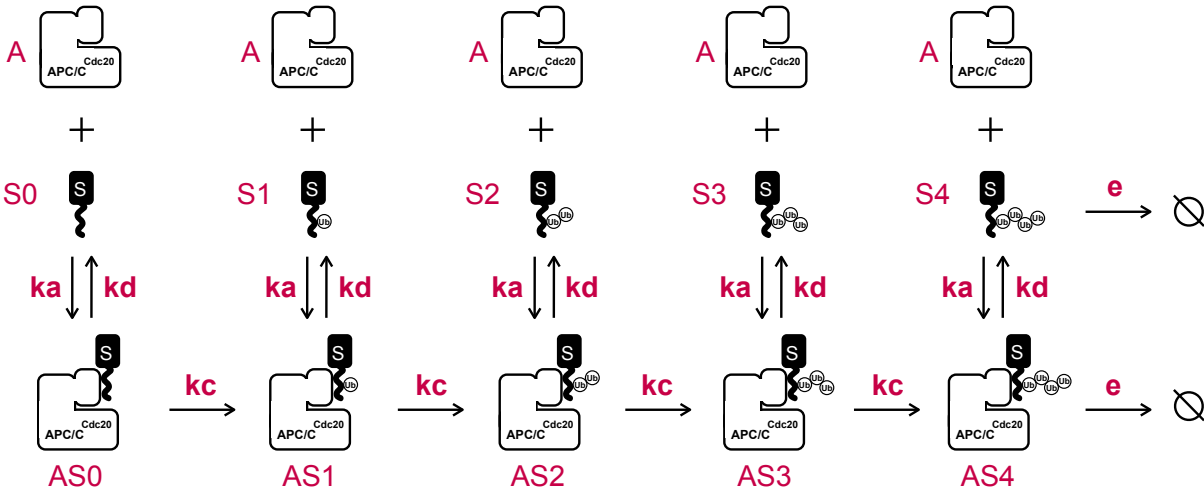 A APC/C Cdc20 A APC/C Cdc20 A APC/C Cdc20 A APC/C Cdc20 A APC/C Cdc20
+ + + + +
S0 S S1 S Ub S2 S Ub Ub S3 S Ub Ub Ub S4 S Ub Ub Ub Ub e ∅
ka kd ka kd ka kd ka kd ka kd
S S Ub S Ub Ub S Ub Ub Ub S Ub Ub Ub Ub
kc kc kc kc e ∅
APC/C Cdc20 APC/C Cdc20 APC/C Cdc20 APC/C Cdc20 APC/C Cdc20
AS0 AS1 AS2 AS3 AS4